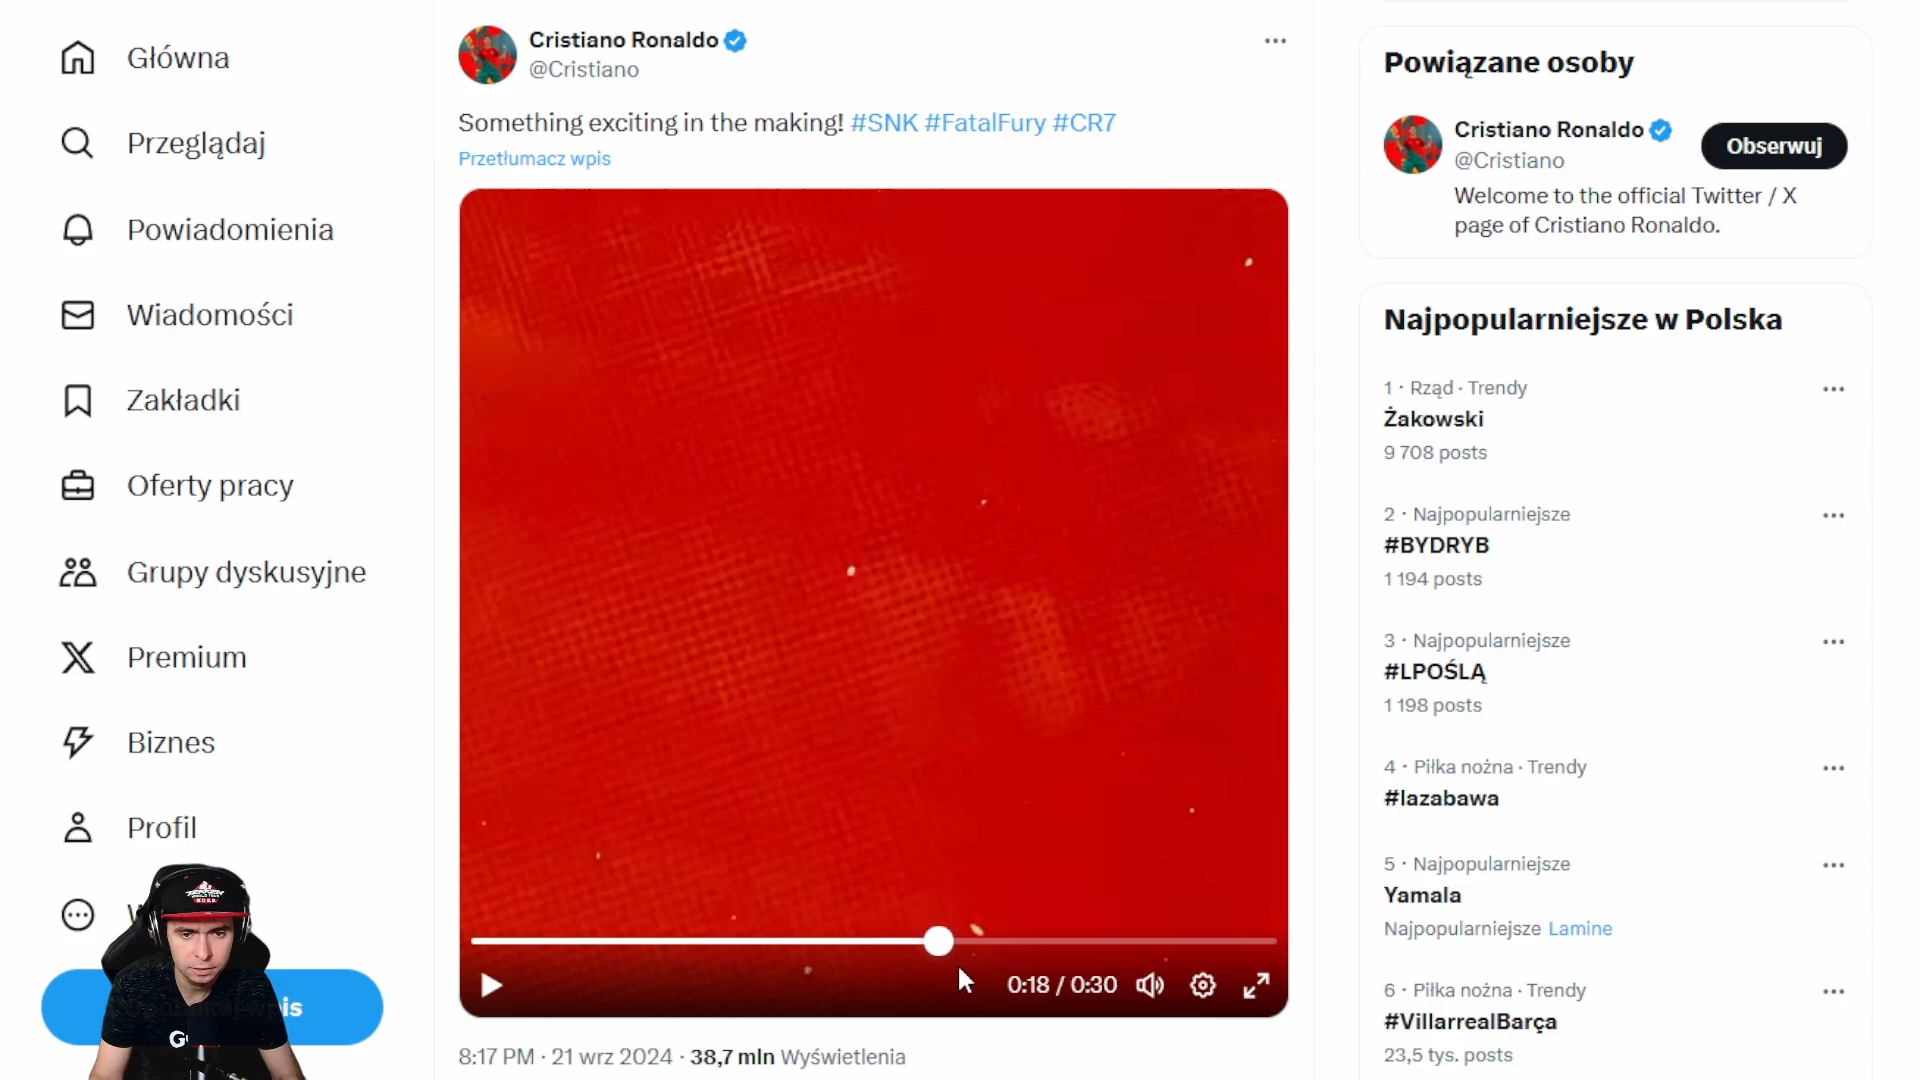 Główna
Przeglądaj
Powiadomienia
Wiadomości
Zakładki
Oferty pracy
Grupy dyskusyjne
Premium
Biznes
Profil
Cristiano Ronaldo
@Cristiano
Something exciting in the making! #SNK #FatalFury #CR7
Przetłumacz wpis
0:18 / 0:30
8:17 PM · 21 wrz 2024 · 38,7 mln Wyświetlenia
Powiązane osoby
Cristiano Ronaldo
@Cristiano
Obserwuj
Welcome to the official Twitter / X
page of Cristiano Ronaldo.
Najpopularniejsze w Polska
1 · Rząd · Trendy
Żakowski
9 708 posts
2 · Najpopularniejsze
#BYDRYB
1 194 posts
3 · Najpopularniejsze
#LPOŚLĄ
1 198 posts
4 · Piłka nożna · Trendy
#lazabawa
5 · Najpopularniejsze
Yamala
Najpopularniejsze Lamine
6 · Piłka nożna · Trendy
#VillarrealBarça
23,5 tys. posts